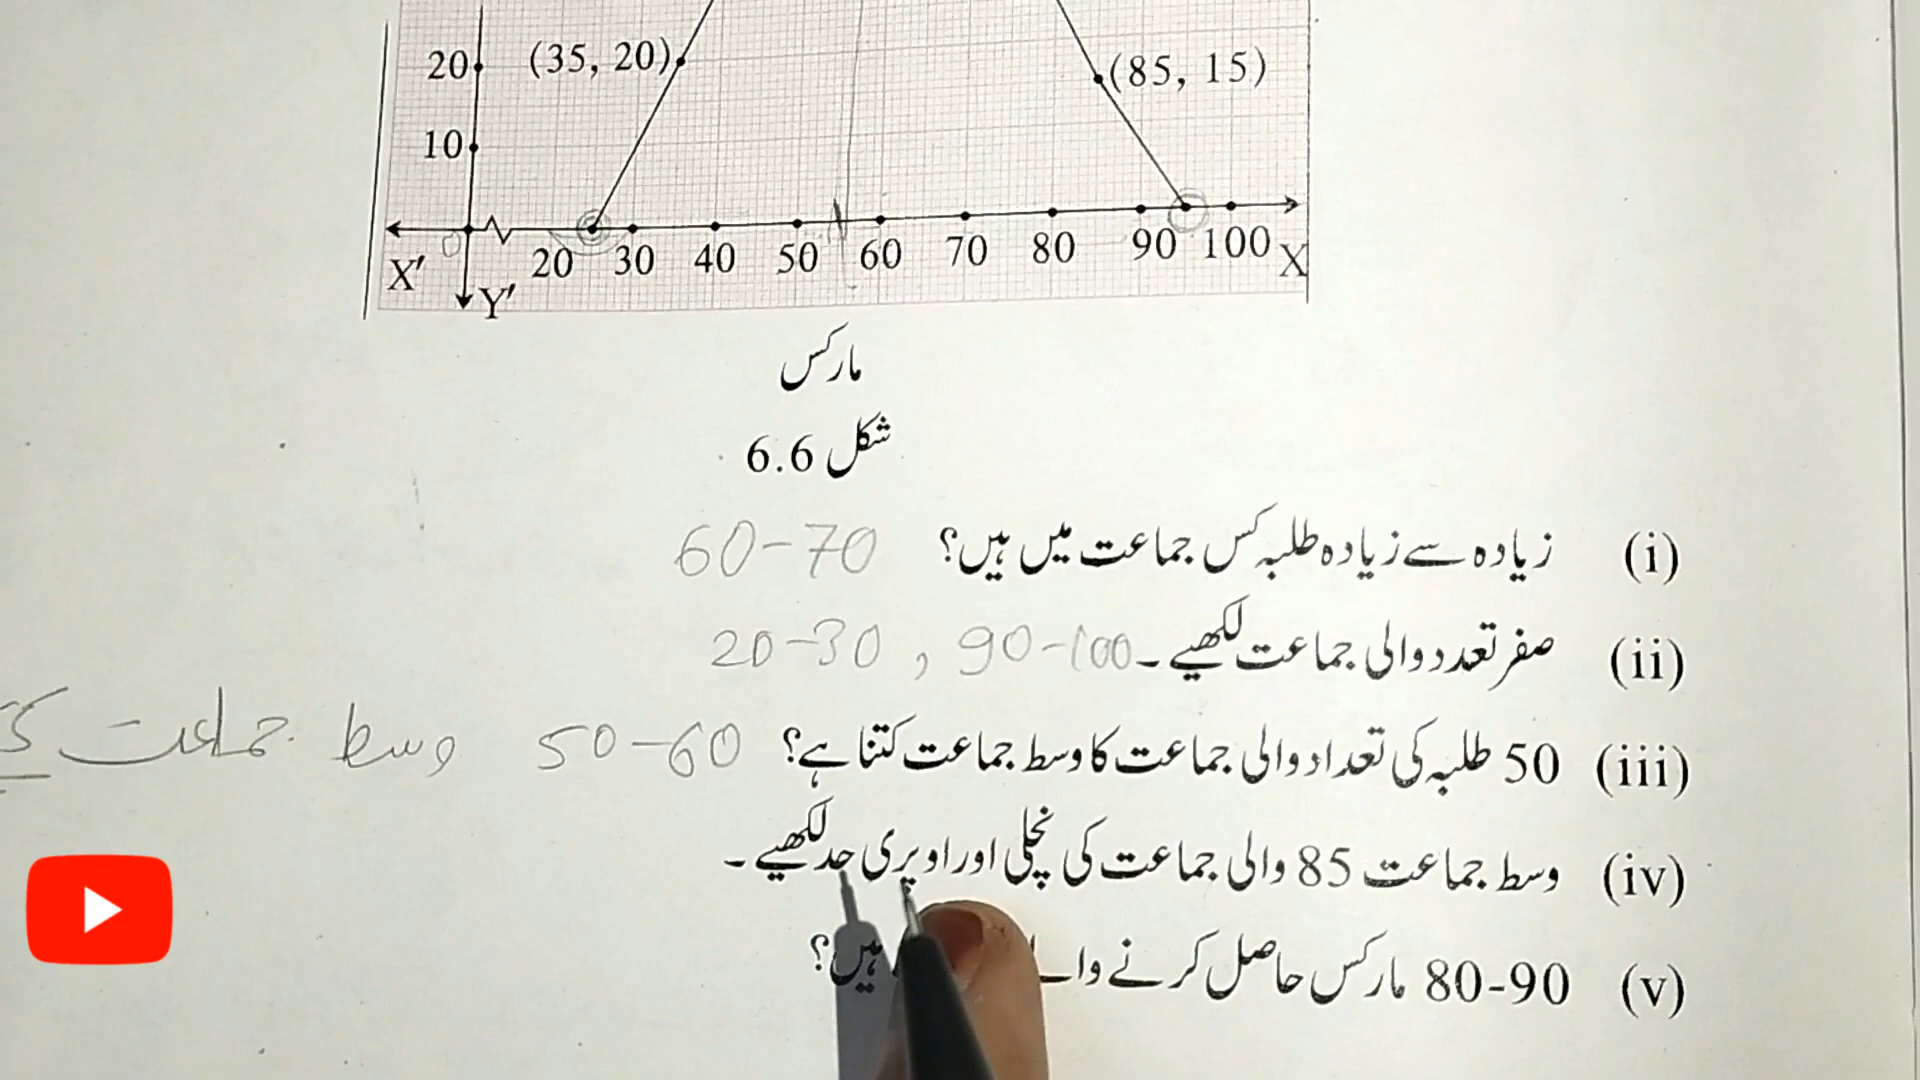 20 (35, 20) (85, 15)
10
0 20 30 40 50 60 70 80 90 100 X
X′ Y′
مارکس
شکل 6.6
(i) زیادہ سے زیادہ طلبہ کس جماعت میں ہیں؟ 60-70
(ii) صفر تعدد والی جماعت لکھیے۔ 90-100 , 20-30
(iii) 50 طلبہ کی تعداد والی جماعت کا وسط جماعت کتنا ہے؟ 50-60 وسط جماعت
(iv) وسط جماعت 85 والی جماعت کی نچلی اور اوپری حد لکھیے۔
(v) 80-90 مارکس حاصل کرنے والے ہیں؟